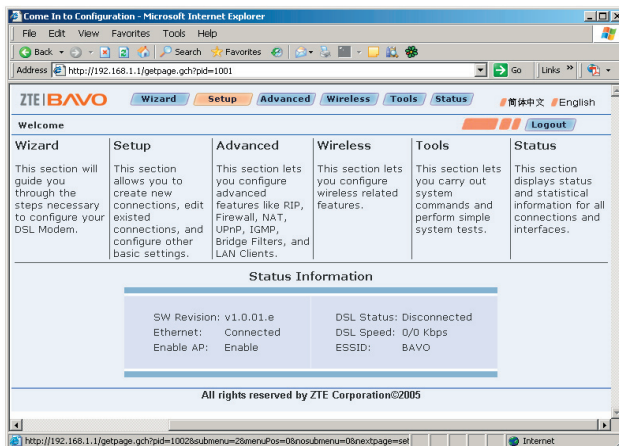 Come In to Configuration - Microsoft Internet Explorer
File Edit View Favorites Tools Help
Back Search Favorites
Address http://192.168.1.1/getpage.gch?pid=1001 Go Links »
ZTE BAVO Wizard Setup Advanced Wireless Tools Status 简体中文 English
Welcome Logout
Wizard
This section will
guide you
through the
steps necessary
to configure your
DSL Modem.
Setup
This section
allows you to
create new
connections, edit
existed
connections, and
configure other
basic settings.
Advanced
This section lets
you configure
advanced
features like RIP,
Firewall, NAT,
UPnP, IGMP,
Bridge Filters, and
LAN Clients.
Wireless
This section lets
you configure
wireless related
features.
Tools
This section lets
you carry out
system
commands and
perform simple
system tests.
Status
This section
displays status
and statistical
information for all
connections and
interfaces.
Status Information
SW Revision: v1.0.01.e DSL Status: Disconnected
Ethernet: Connected DSL Speed: 0/0 Kbps
Enable AP: Enable ESSID: BAVO
All rights reserved by ZTE Corporation©2005
http://192.168.1.1/getpage.gch?pid=1002&submenu=2&menuPos=0&nosubmenu=0&nextpage=set Internet